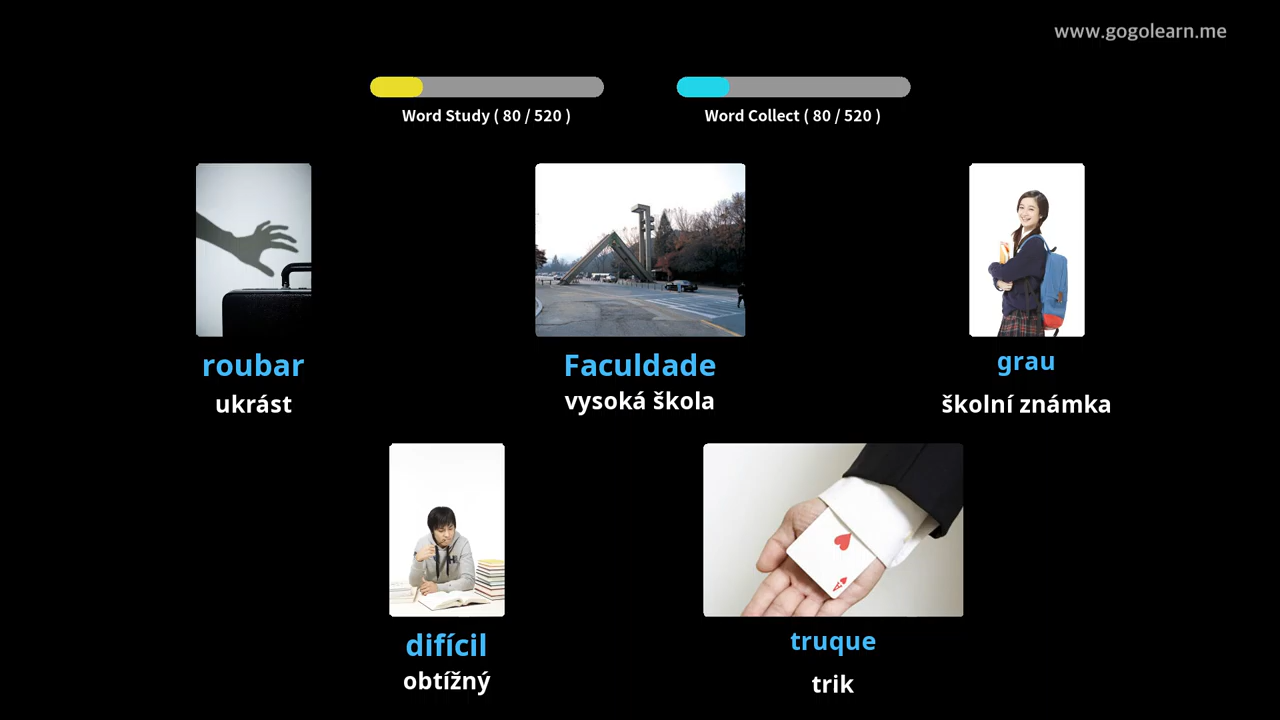 www.gogolearn.me
Word Study ( 80 / 520 )
Word Collect ( 80 / 520 )
roubar
ukrást
Faculdade
vysoká škola
grau
školní známka
difícil
obtížný
truque
trik